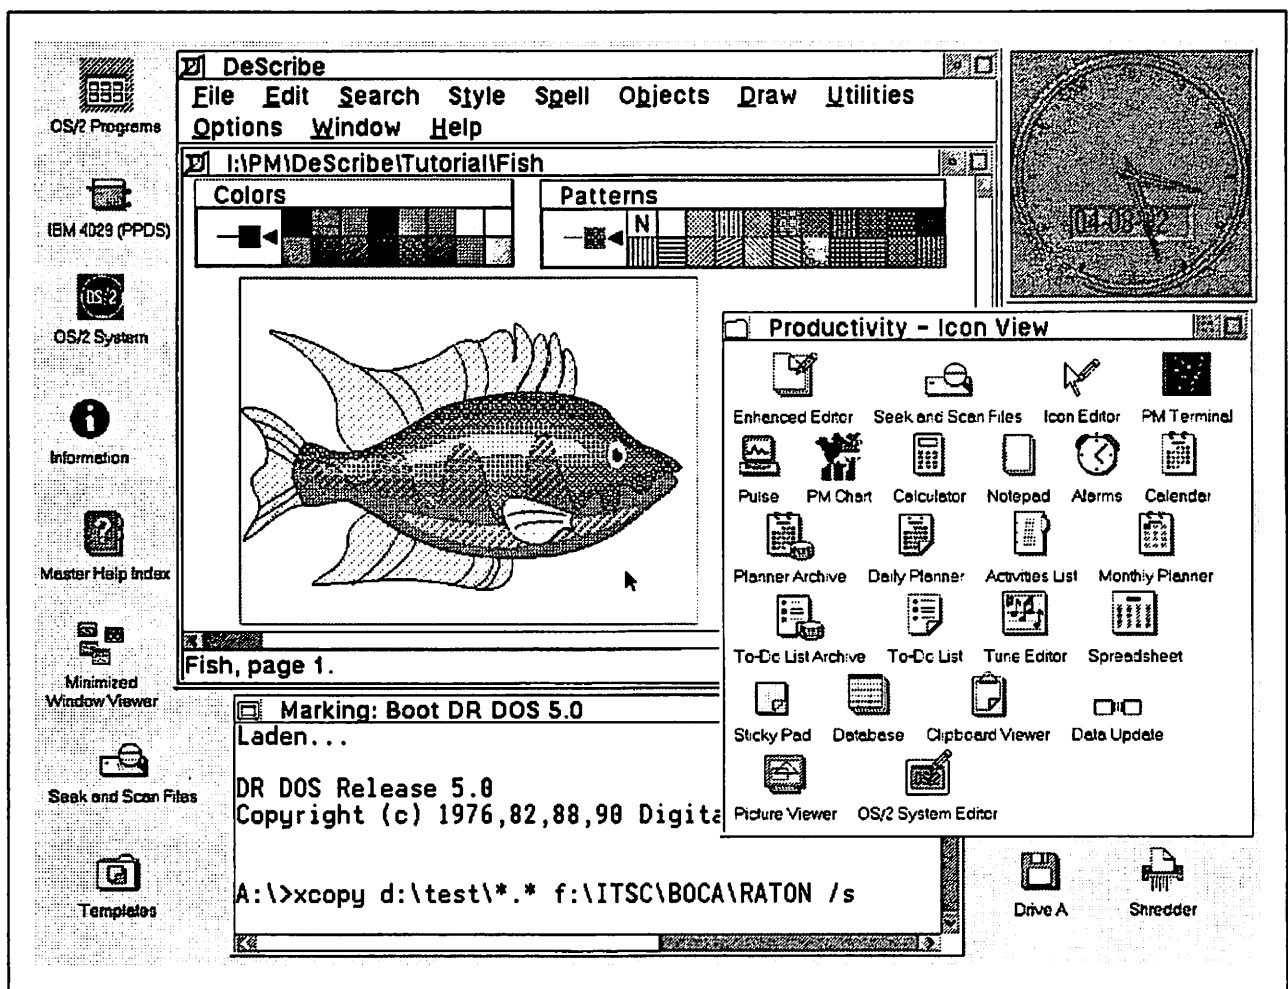 OS/2 Programs
IBM 4029 (PPDS)
OS/2
OS/2 System
Information
Master Help Index
Minimized
Window Viewer
Seek and Scan Files
Templates
DeScribe
File Edit Search Style Spell Objects Draw Utilities
Options Window Help
I:\PM\DeScribe\Tutorial\Fish
Colors
Patterns
N
Fish, page 1.
Marking: Boot DR DOS 5.0
Laden...
DR DOS Release 5.0
Copyright (c) 1976,82,88,90 Digita
A:\>xcopy d:\test\*.* f:\ITSC\BOCA\RATON /s
Productivity - Icon View
Enhanced Editor Seek and Scan Files Icon Editor PM Terminal
Pulse PM Chart Calculator Notepad Alarms Calendar
Planner Archive Daily Planner Activities List Monthly Planner
To-Do List Archive To-Do List Tune Editor Spreadsheet
Sticky Pad Database Clipboard Viewer Data Update
OS/2
Picture Viewer OS/2 System Editor
Drive A Shredder